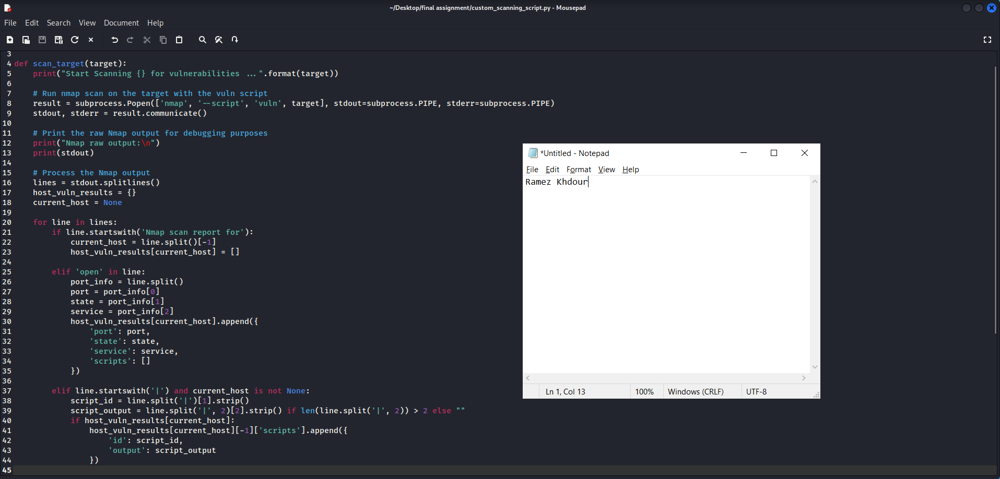 ~/Desktop/final assignment/custom_scanning_script.py - Mousepad
File Edit Search View Document Help
3
4 def scan_target(target):
5     print("Start Scanning {} for vulnerabilities ...".format(target))
6
7     # Run nmap scan on the target with the vuln script
8     result = subprocess.Popen(['nmap', '--script', 'vuln', target], stdout=subprocess.PIPE, stderr=subprocess.PIPE)
9     stdout, stderr = result.communicate()
10
11     # Print the raw Nmap output for debugging purposes
12     print("Nmap raw output:\n")
13     print(stdout)
14
15     # Process the Nmap output
16     lines = stdout.splitlines()
17     host_vuln_results = {}
18     current_host = None
19
20     for line in lines:
21         if line.startswith('Nmap scan report for'):
22             current_host = line.split()[-1]
23             host_vuln_results[current_host] = []
24
25         elif 'open' in line:
26             port_info = line.split()
27             port = port_info[0]
28             state = port_info[1]
29             service = port_info[2]
30             host_vuln_results[current_host].append({
31                 'port': port,
32                 'state': state,
33                 'service': service,
34                 'scripts': []
35             })
36
37         elif line.startswith('|') and current_host is not None:
38             script_id = line.split('|')[1].strip()
39             script_output = line.split('|', 2)[2].strip() if len(line.split('|', 2)) > 2 else ""
40             if host_vuln_results[current_host]:
41                 host_vuln_results[current_host][-1]['scripts'].append({
42                     'id': script_id,
43                     'output': script_output
44                 })
45
*Untitled - Notepad
File Edit Format View Help
Ramez Khdour
Ln 1, Col 13 100% Windows (CRLF) UTF-8